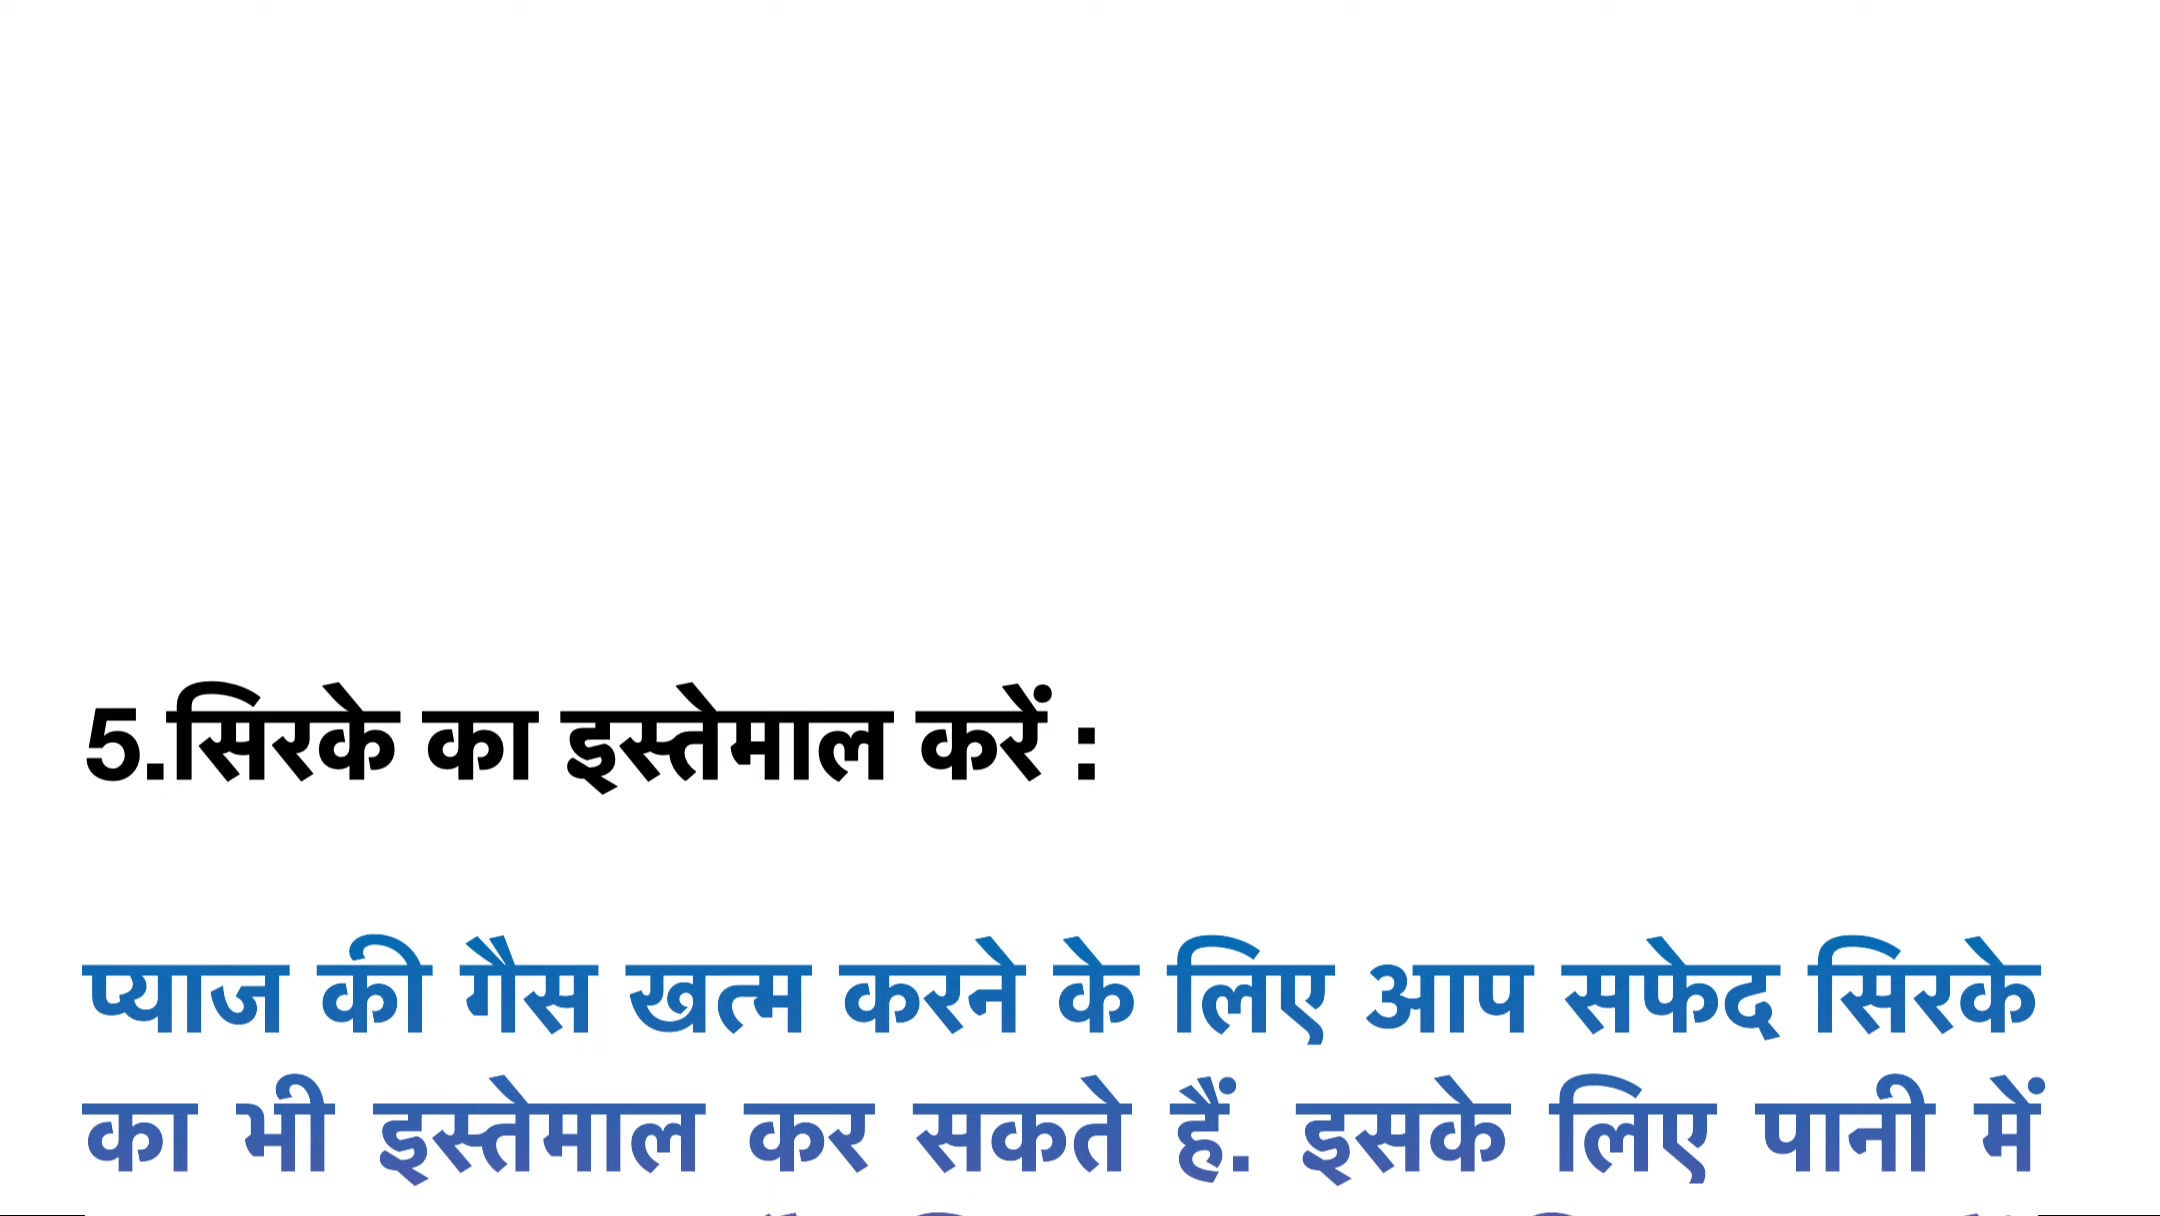 5.सिरके का इस्तेमाल करें :
प्याज की गैस खत्म करने के लिए आप सफेद सिरके
का भी इस्तेमाल कर सकते हैं. इसके लिए पानी में